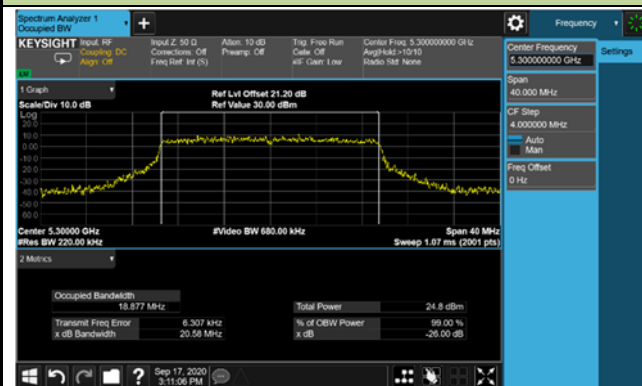 Spectrum Analyzer 1
Occupied BW
+
Frequency
KEYSIGHT
Input: RF
Coupling: DC
Align: Off
Input Z: 50 Ω
Corrections: Off
Freq Ref: Int (S)
Atten: 10 dB
Preamp: Off
Trig: Free Run
Gate: Off
#IF Gain: Low
Center Freq: 5.300000000 GHz
Avg|Hold:>10/10
Radio Std: None
Center Frequency
5.300000000 GHz
Settings
Span
40.000 MHz
CF Step
4.000000 MHz
Auto
Man
Freq Offset
0 Hz
1 Graph
Scale/Div 10.0 dB
Ref Lvl Offset 21.20 dB
Ref Value 30.00 dBm
Log
20.0
10.0
0.00
-10.0
-20.0
-30.0
-40.0
-50.0
-60.0
Center 5.30000 GHz
#Video BW 680.00 kHz
Span 40 MHz
#Res BW 220.00 kHz
Sweep 1.07 ms (2001 pts)
2 Metrics
Occupied Bandwidth
18.877 MHz
Total Power 24.8 dBm
Transmit Freq Error 6.307 kHz
% of OBW Power 99.00 %
x dB Bandwidth 20.58 MHz
x dB -26.00 dB
?
Sep 17, 2020
3:11:06 PM